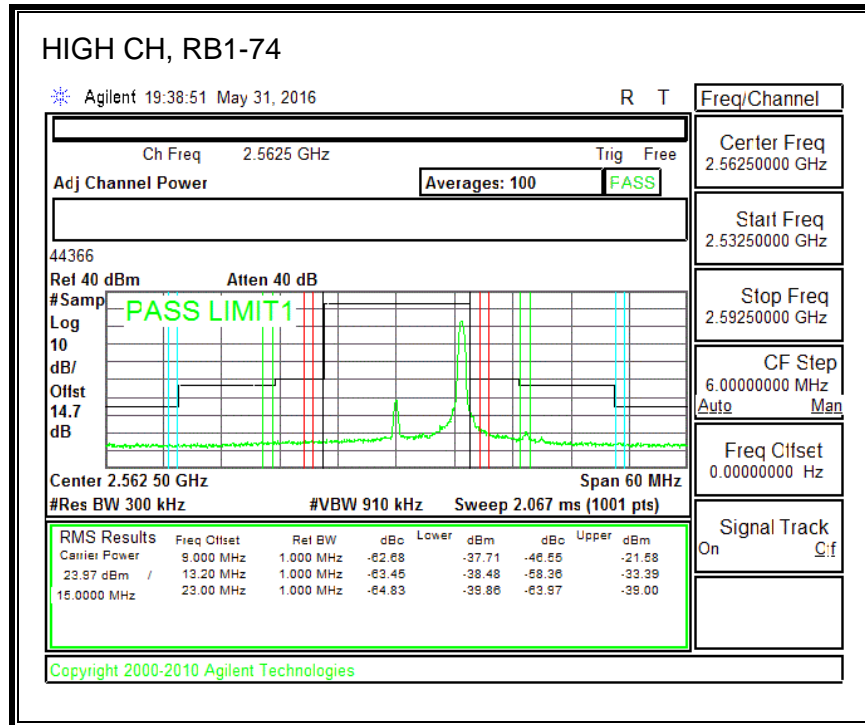 HIGH CH, RB1-74
Agilent 19:38:51 May 31, 2016 R T
Ch Freq 2.5625 GHz Trig Free
Adj Channel Power Averages: 100 PASS
44366
Ref 40 dBm Atten 40 dB
#Samp
Log
10
dB/
Offst
14.7
dB
PASS LIMIT1
Center 2.562 50 GHz Span 60 MHz
#Res BW 300 kHz #VBW 910 kHz Sweep 2.067 ms (1001 pts)
RMS Results Freq Offset Ref BW dBc Lower dBm dBc Upper dBm
Carrier Power 9.000 MHz 1.000 MHz -62.68 -37.71 -46.55 -21.58
23.97 dBm / 13.20 MHz 1.000 MHz -63.45 -38.48 -58.36 -33.39
15.0000 MHz 23.00 MHz 1.000 MHz -64.83 -39.86 -63.97 -39.00
Copyright 2000-2010 Agilent Technologies
Freq/Channel
Center Freq
2.56250000 GHz
Start Freq
2.53250000 GHz
Stop Freq
2.59250000 GHz
CF Step
6.00000000 MHz
Auto Man
Freq Offset
0.00000000 Hz
Signal Track
On Off